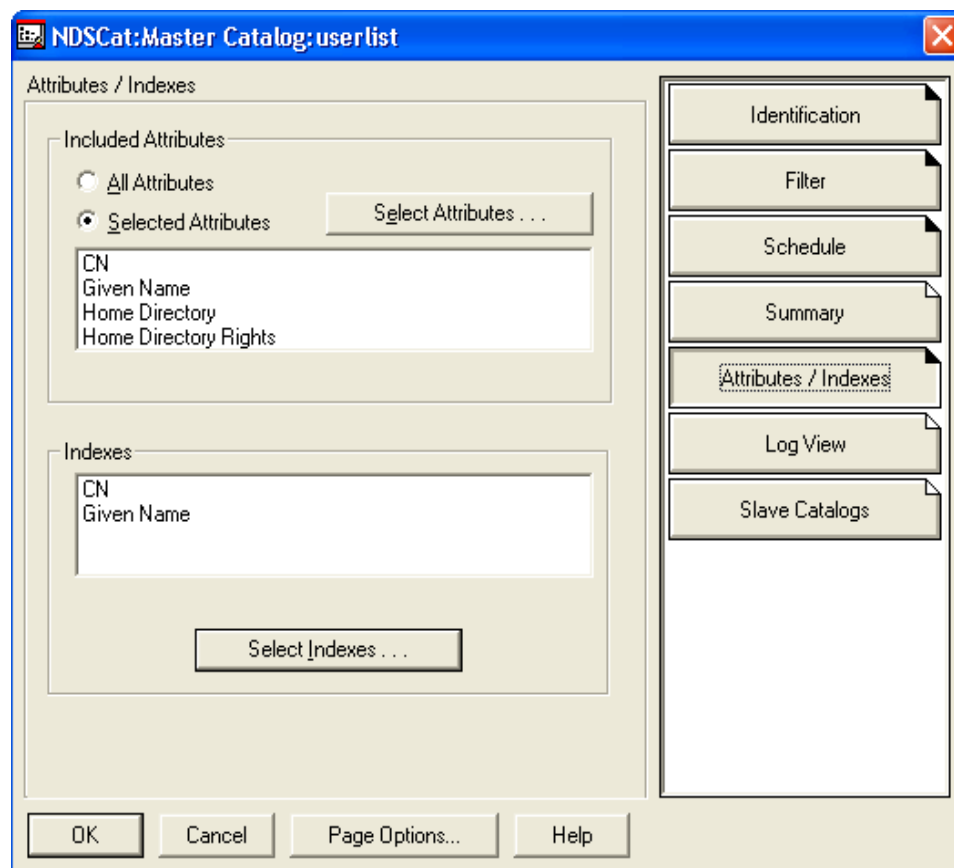 NDSCat:Master Catalog:userlist
Attributes / Indexes
Included Attributes
All Attributes
Selected Attributes
Select Attributes . . .
CN
Given Name
Home Directory
Home Directory Rights
Indexes
CN
Given Name
Select Indexes . . .
Identification
Filter
Schedule
Summary
Attributes / Indexes
Log View
Slave Catalogs
OK
Cancel
Page Options...
Help